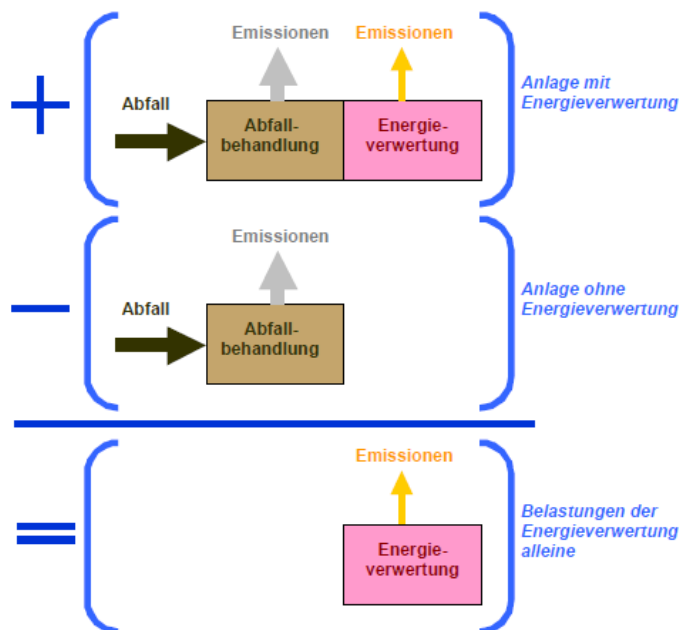 Emissionen Emissionen
+
Abfall
Abfall-
behandlung
Energie-
verwertung
Anlage mit
Energieverwertung
−
Emissionen
Abfall
Abfall-
behandlung
Anlage ohne
Energieverwertung
=
Emissionen
Energie-
verwertung
Belastungen der
Energieverwertung
alleine